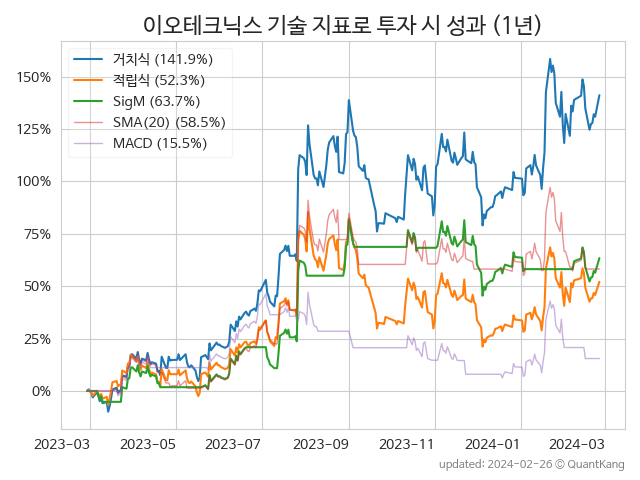 이오테크닉스 기술 지표로 투자 시 성과 (1년)
거치식 (141.9%)
적립식 (52.3%)
SigM (63.7%)
SMA(20) (58.5%)
MACD (15.5%)
150%
125%
100%
75%
50%
25%
0%
2023-03 2023-05 2023-07 2023-09 2023-11 2024-01 2024-03
updated: 2024-02-26 © QuantKang